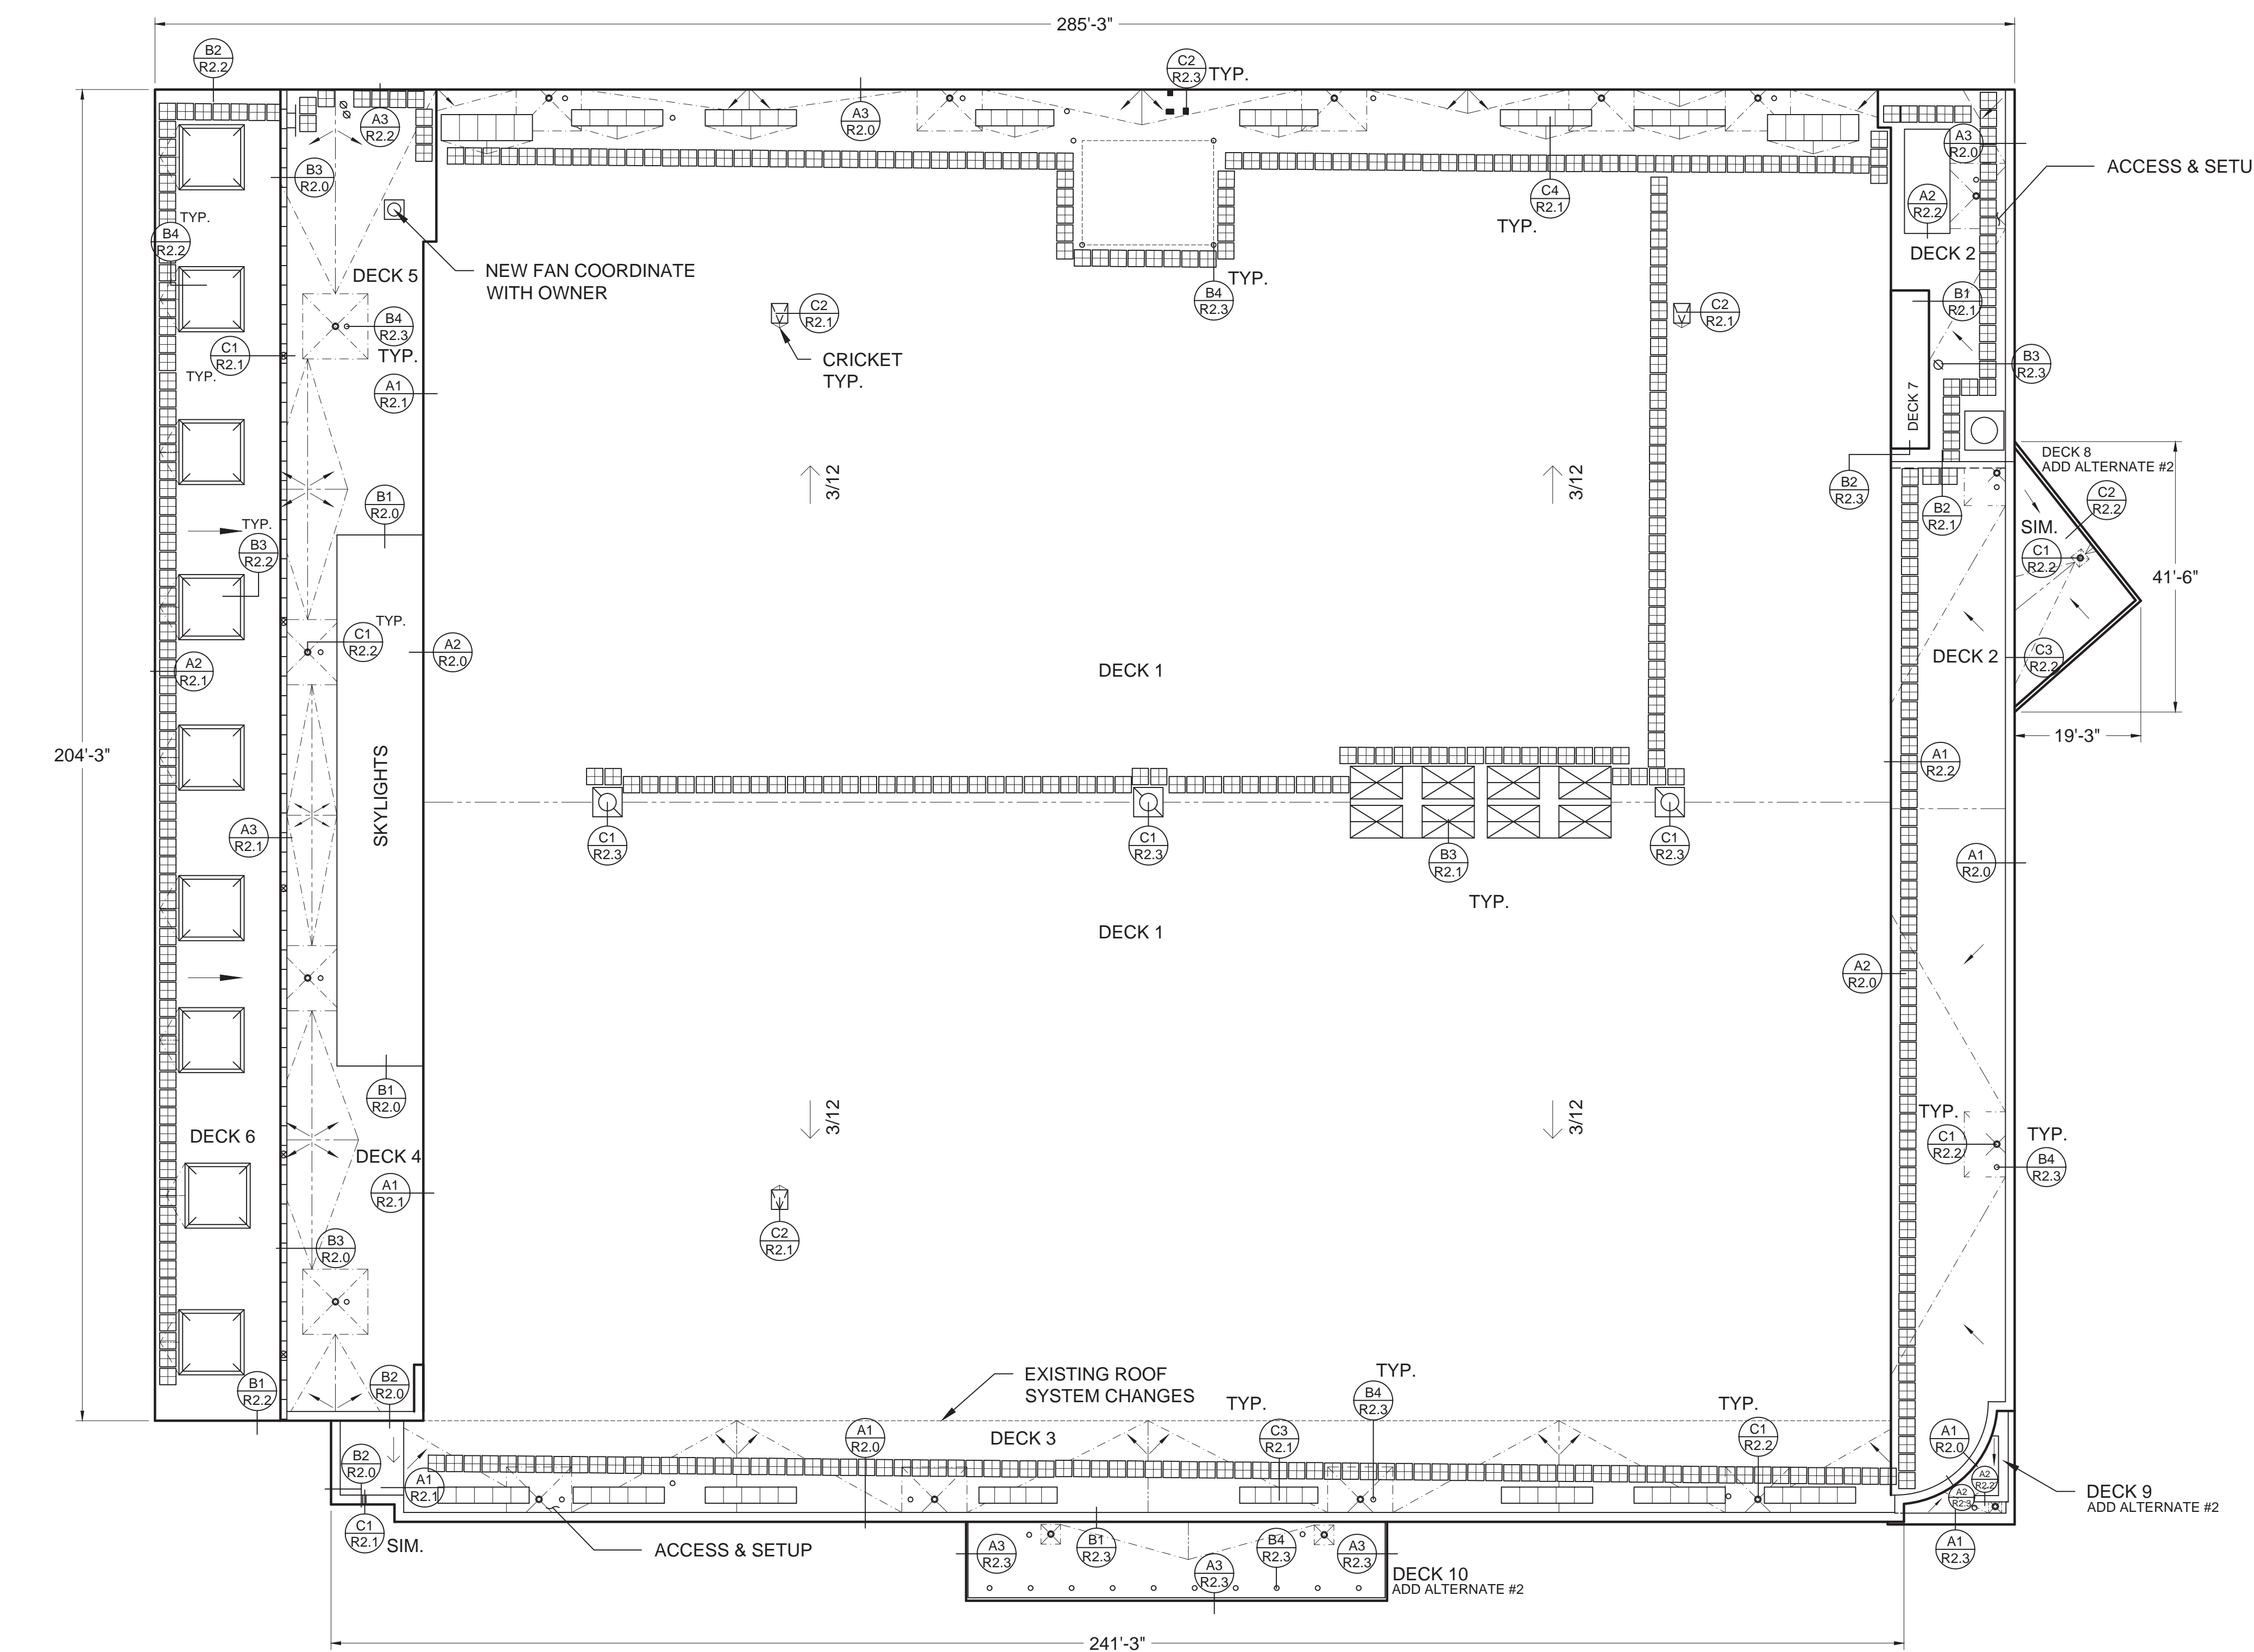 285'-3"
B2
R2.2
C2
R2.3
TYP.
A3
R2.2
A3
R2.0
A3
R2.0
ACCESS & SETU
B3
R2.0
C4
R2.1
TYP.
A2
R2.2
TYP.
B4
R2.2
DECK 2
DECK 5
NEW FAN COORDINATE
WITH OWNER
TYP.
B4
R2.3
B1
R2.1
C2
R2.1
C2
R2.1
B4
R2.3
TYP.
C1
R2.1
TYP.
CRICKET
TYP.
B3
R2.3
A1
R2.1
DECK 7
DECK 8
ADD ALTERNATE #2
3/12
3/12
B2
R2.3
B1
R2.0
C2
R2.2
B2
R2.1
SIM.
C1
R2.2
TYP.
B3
R2.2
41'-6"
TYP.
C1
R2.2
A2
R2.0
A2
R2.1
DECK 1
DECK 2
C3
R2.2
204'-3"
SKYLIGHTS
19'-3"
A1
R2.2
A3
R2.1
C1
R2.3
C1
R2.3
C1
R2.3
B3
R2.1
TYP.
A1
R2.0
DECK 1
A2
R2.0
B1
R2.0
3/12
3/12
TYP.
C1
R2.2
TYP.
B4
R2.3
DECK 6
DECK 4
A1
R2.1
C2
R2.1
B3
R2.0
B1
R2.2
B2
R2.0
EXISTING ROOF
SYSTEM CHANGES
TYP.
B4
R2.3
TYP.
TYP.
A1
R2.0
DECK 3
C3
R2.1
C1
R2.2
A1
R2.0
B2
R2.0
A1
R2.1
A2
R2.2
A2
R2.3
DECK 9
ADD ALTERNATE #2
C1
R2.1
SIM.
ACCESS & SETUP
A3
R2.3
B1
R2.3
B4
R2.3
A3
R2.3
A3
R2.3
A1
R2.3
DECK 10
ADD ALTERNATE #2
241'-3"